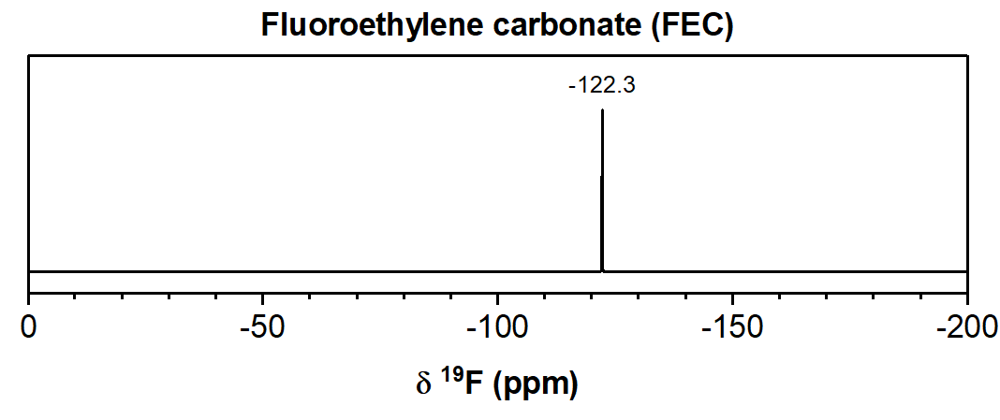 Fluoroethylene carbonate (FEC)
-122.3
0 -50 -100 -150 -200
δ ¹⁹F (ppm)